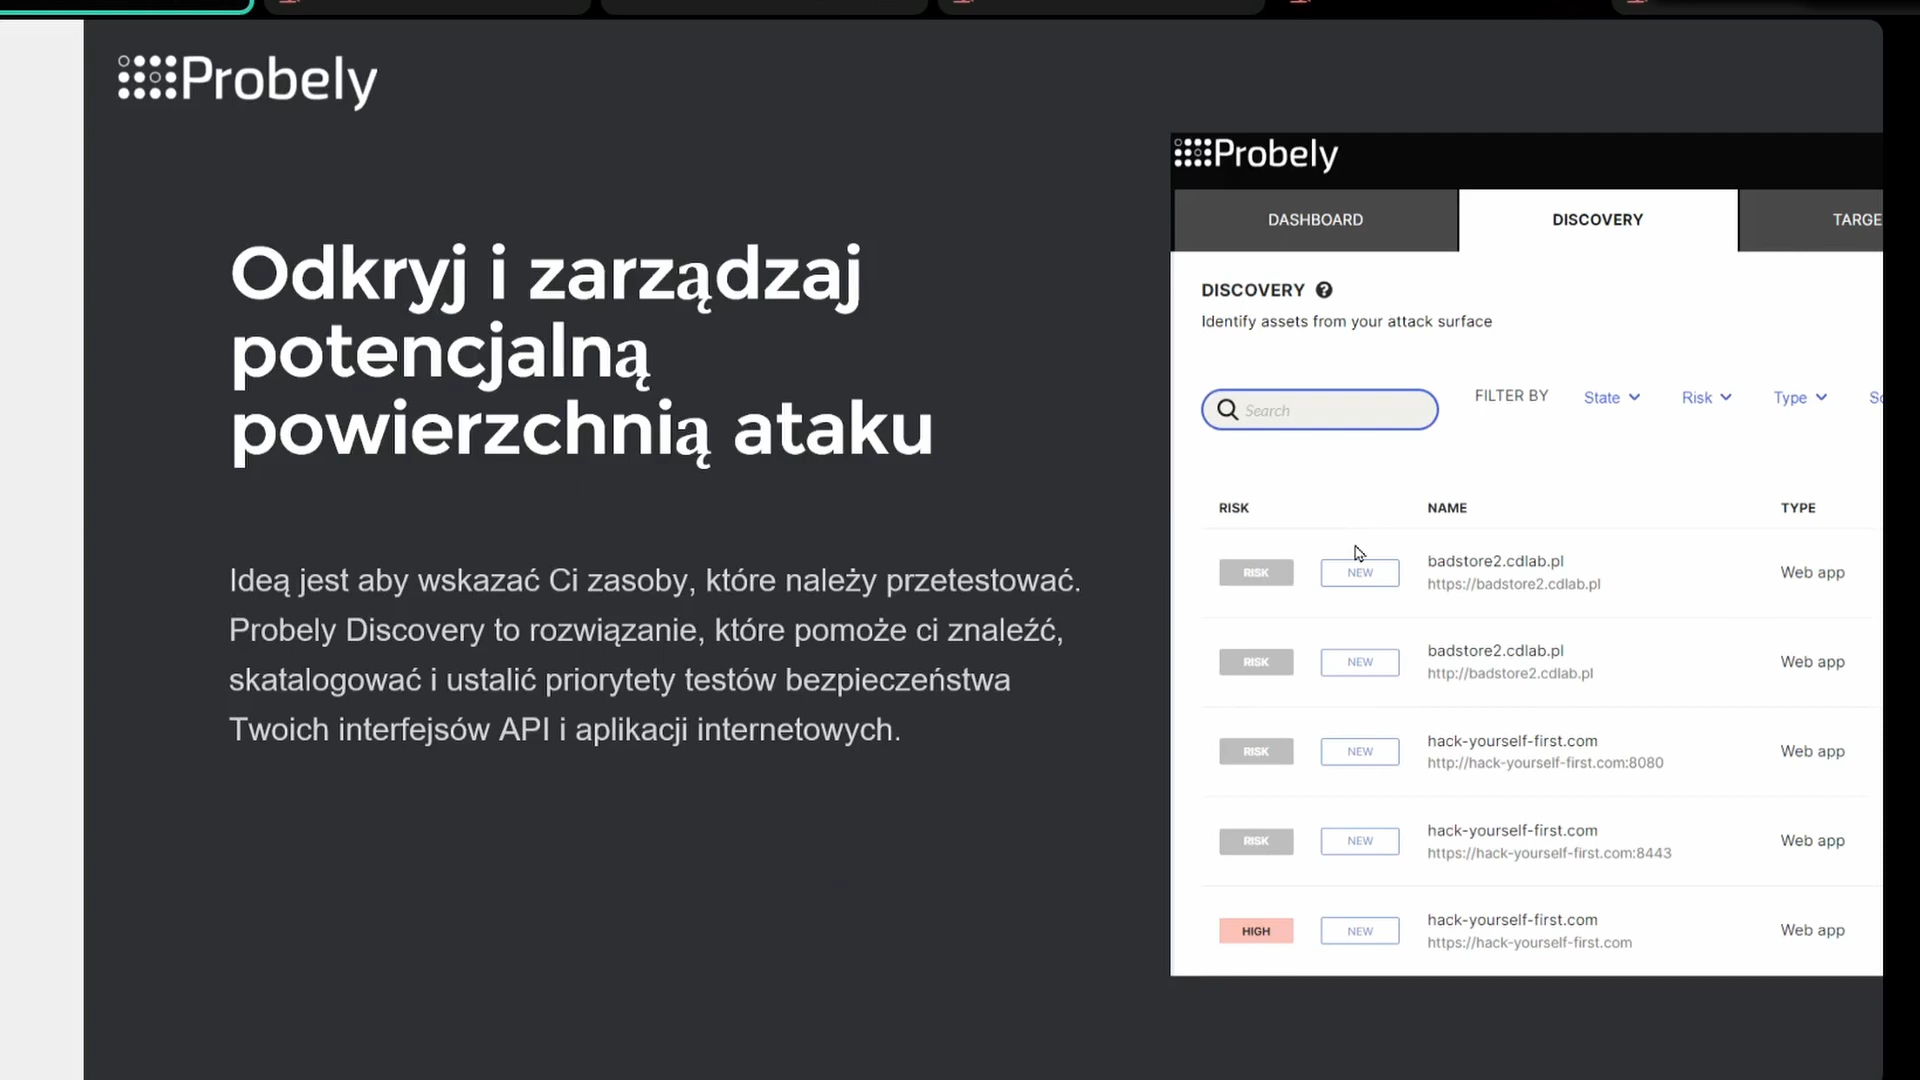 Probely
Odkryj i zarządzaj
potencjalną
powierzchnią ataku
Ideą jest aby wskazać Ci zasoby, które należy przetestować.
Probely Discovery to rozwiązanie, które pomoże ci znaleźć,
skatalogować i ustalić priorytety testów bezpieczeństwa
Twoich interfejsów API i aplikacji internetowych.
Probely
DASHBOARD DISCOVERY TARGE
DISCOVERY ?
Identify assets from your attack surface
Search FILTER BY State Risk Type Sc
RISK NAME TYPE
RISK NEW badstore2.cdlab.pl Web app
https://badstore2.cdlab.pl
RISK NEW badstore2.cdlab.pl Web app
http://badstore2.cdlab.pl
RISK NEW hack-yourself-first.com Web app
http://hack-yourself-first.com:8080
RISK NEW hack-yourself-first.com Web app
https://hack-yourself-first.com:8443
HIGH NEW hack-yourself-first.com Web app
https://hack-yourself-first.com